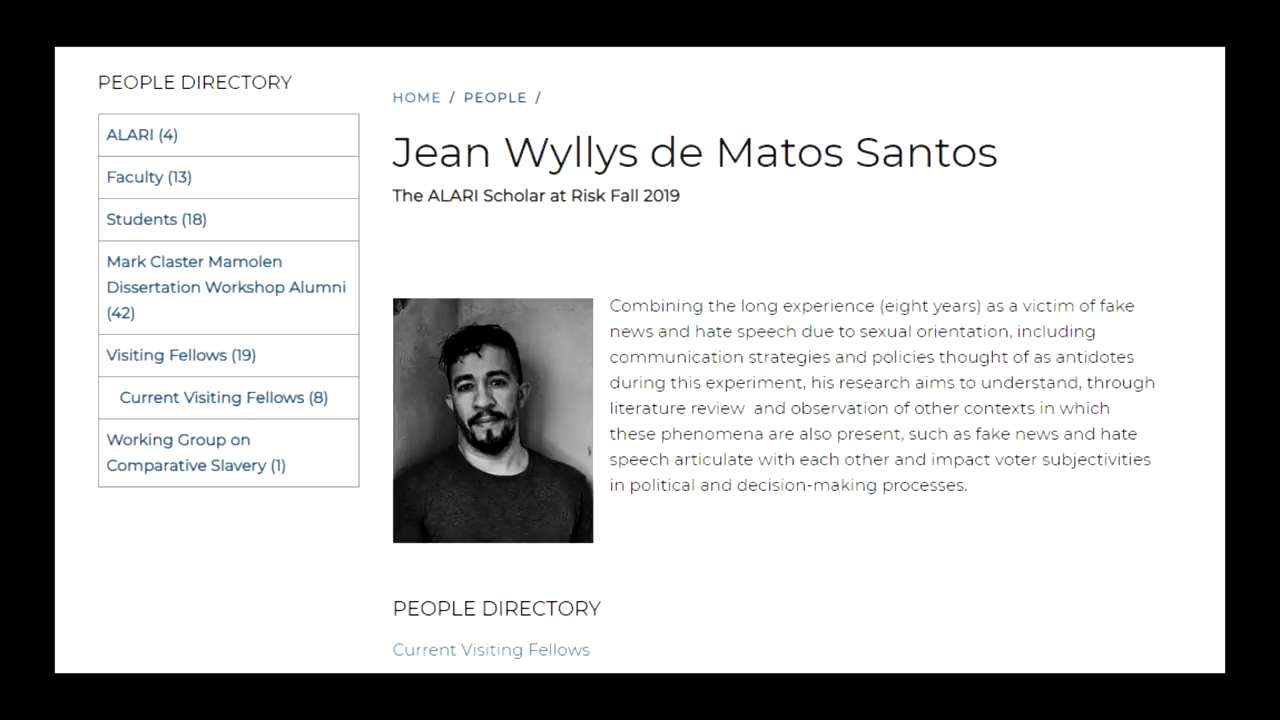 PEOPLE DIRECTORY
ALARI (4)
Faculty (13)
Students (18)
Mark Claster Mamolen
Dissertation Workshop Alumni
(42)
Visiting Fellows (19)
Current Visiting Fellows (8)
Working Group on
Comparative Slavery (1)
HOME / PEOPLE /
Jean Wyllys de Matos Santos
The ALARI Scholar at Risk Fall 2019
Combining the long experience (eight years) as a victim of fake
news and hate speech due to sexual orientation, including
communication strategies and policies thought of as antidotes
during this experiment, his research aims to understand, through
literature review and observation of other contexts in which
these phenomena are also present, such as fake news and hate
speech articulate with each other and impact voter subjectivities
in political and decision-making processes.
PEOPLE DIRECTORY
Current Visiting Fellows